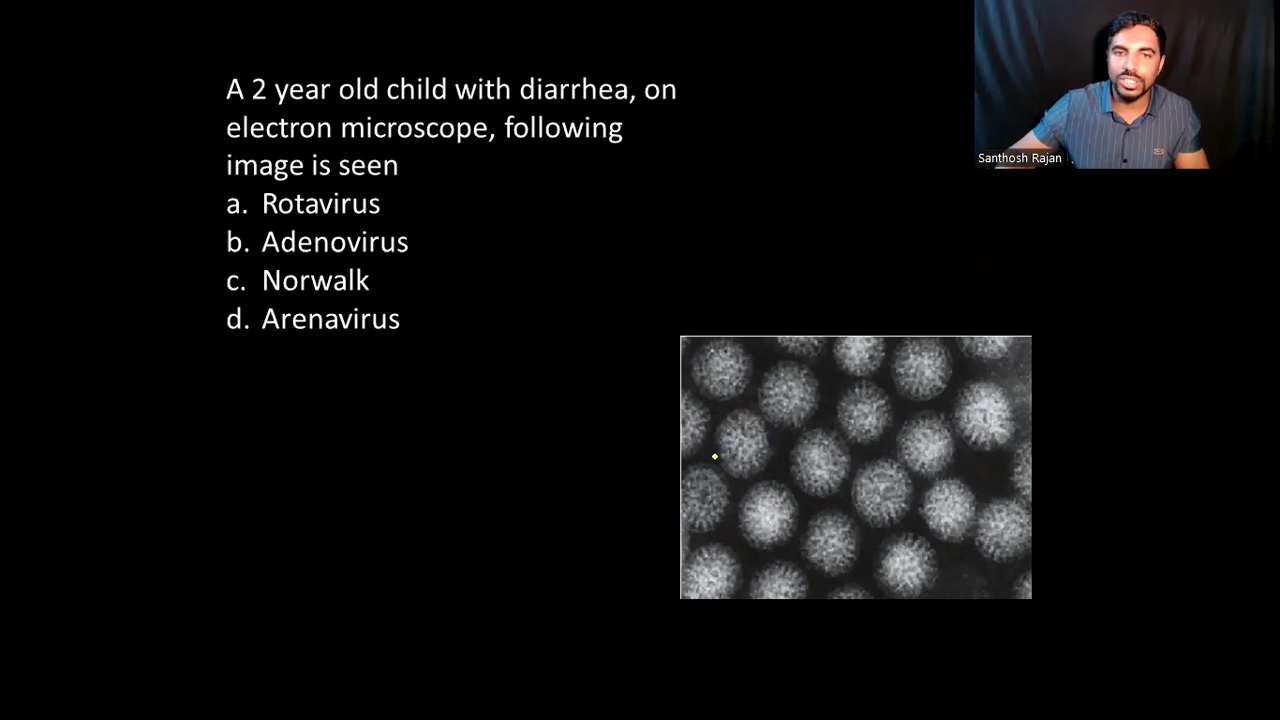 A 2 year old child with diarrhea, on
electron microscope, following
image is seen
a. Rotavirus
b. Adenovirus
c. Norwalk
d. Arenavirus
Santhosh Rajan